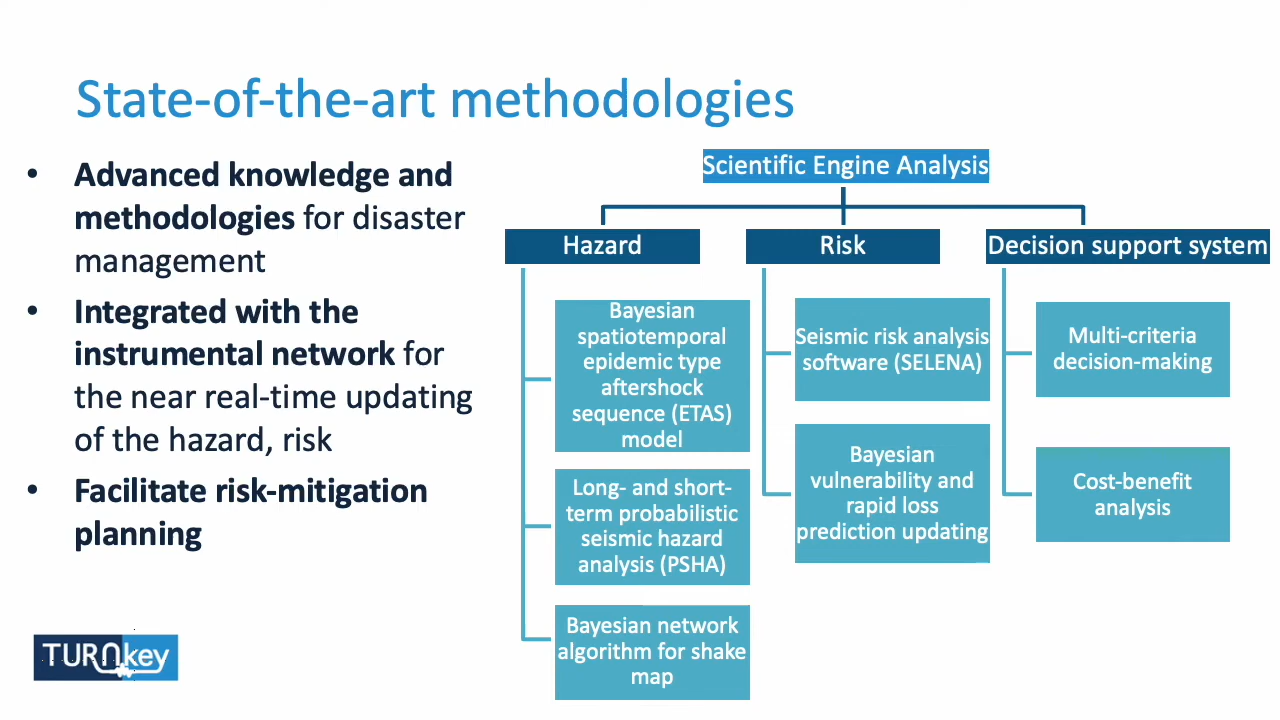 State-of-the-art methodologies
• Advanced knowledge and
methodologies for disaster
management
• Integrated with the
instrumental network for
the near real-time updating
of the hazard, risk
• Facilitate risk-mitigation
planning
Scientific Engine Analysis
Hazard
Bayesian
spatiotemporal
epidemic type
aftershock
sequence (ETAS)
model
Long- and short-
term probabilistic
seismic hazard
analysis (PSHA)
Bayesian network
algorithm for shake
map
Risk
Seismic risk analysis
software (SELENA)
Bayesian
vulnerability and
rapid loss
prediction updating
Decision support system
Multi-criteria
decision-making
Cost-benefit
analysis
TURNkey